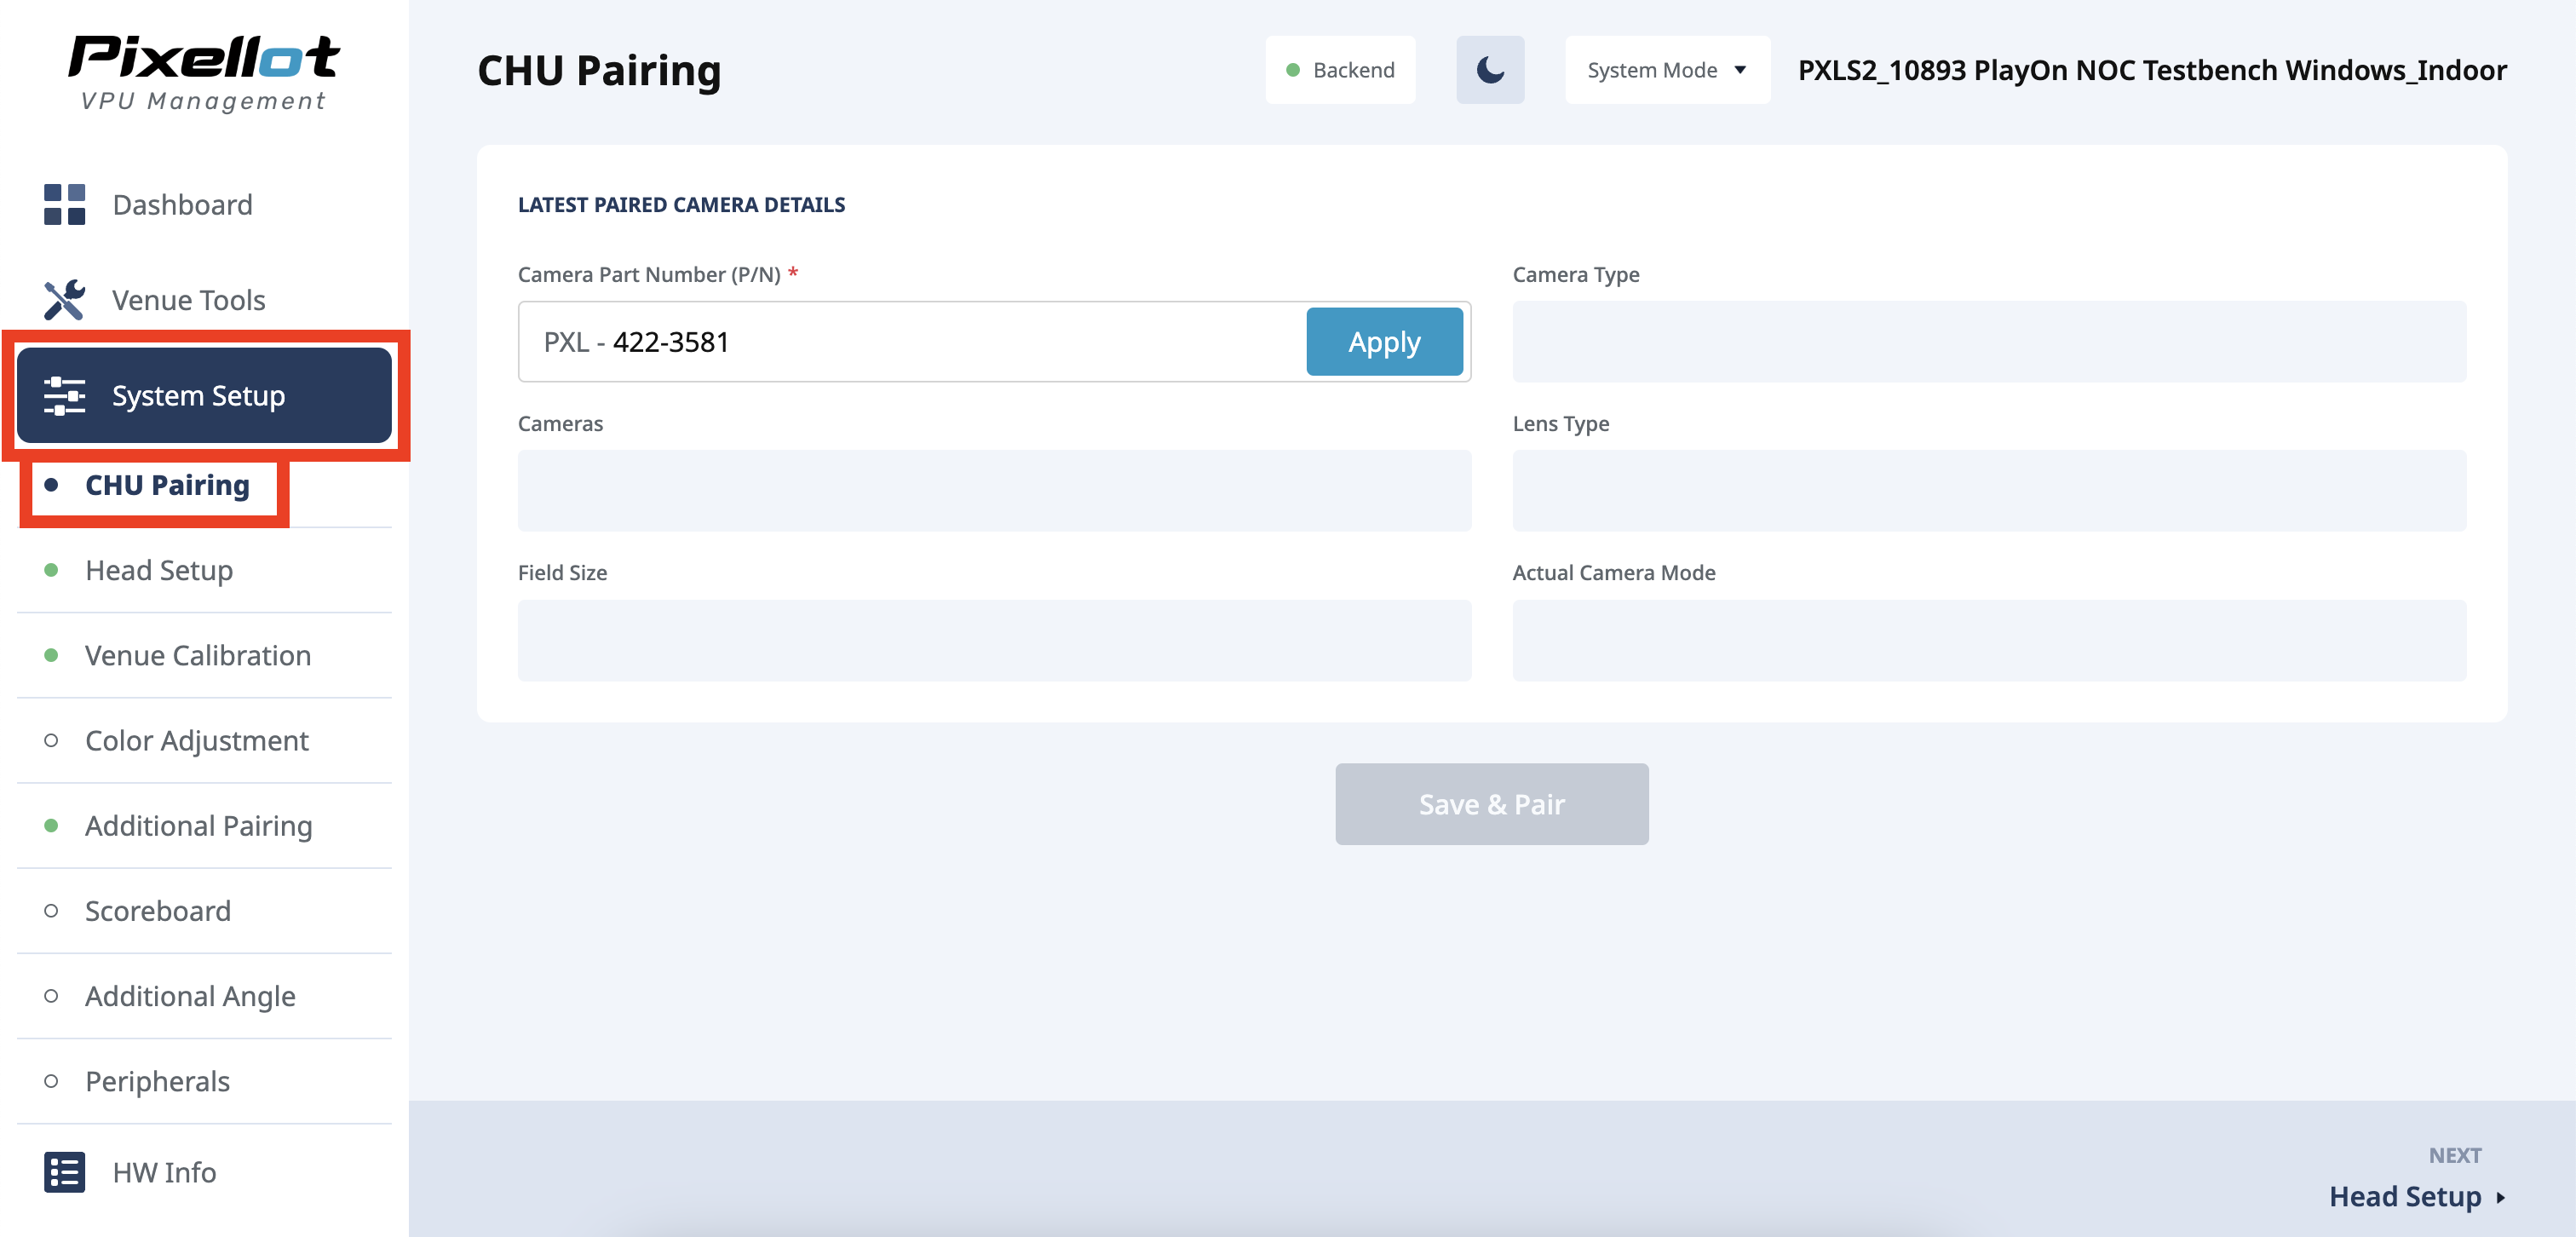 Pixellot
VPU Management
Dashboard
Venue Tools
System Setup
CHU Pairing
Head Setup
Venue Calibration
Color Adjustment
Additional Pairing
Scoreboard
Additional Angle
Peripherals
HW Info
CHU Pairing
Backend
System Mode
PXLS2_10893 PlayOn NOC Testbench Windows_Indoor
LATEST PAIRED CAMERA DETAILS
Camera Part Number (P/N) *
PXL - 422-3581
Apply
Camera Type
Cameras
Lens Type
Field Size
Actual Camera Mode
Save & Pair
NEXT
Head Setup